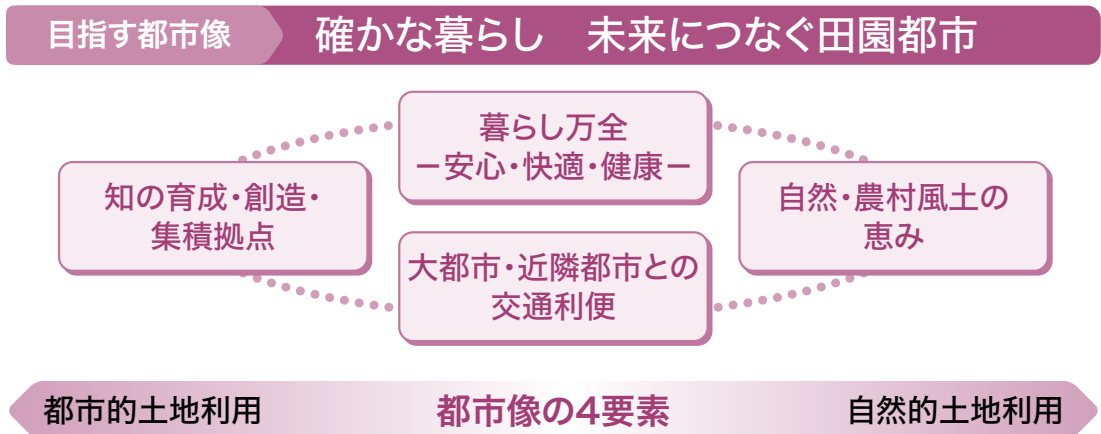 目指す都市像
確かな暮らし　未来につなぐ田園都市
暮らし万全
－安心・快適・健康－
知の育成・創造・
集積拠点
自然・農村風土の
恵み
大都市・近隣都市との
交通利便
都市的土地利用
都市像の4要素
自然的土地利用